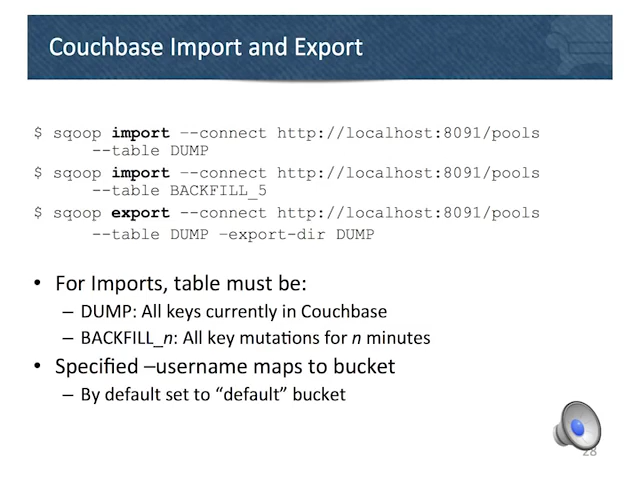 Couchbase Import and Export
$ sqoop import –-connect http://localhost:8091/pools
--table DUMP
$ sqoop import –-connect http://localhost:8091/pools
--table BACKFILL_5
$ sqoop export --connect http://localhost:8091/pools
--table DUMP –export-dir DUMP
• For Imports, table must be:
– DUMP: All keys currently in Couchbase
– BACKFILL_n: All key mutations for n minutes
• Specified –username maps to bucket
– By default set to “default” bucket
28